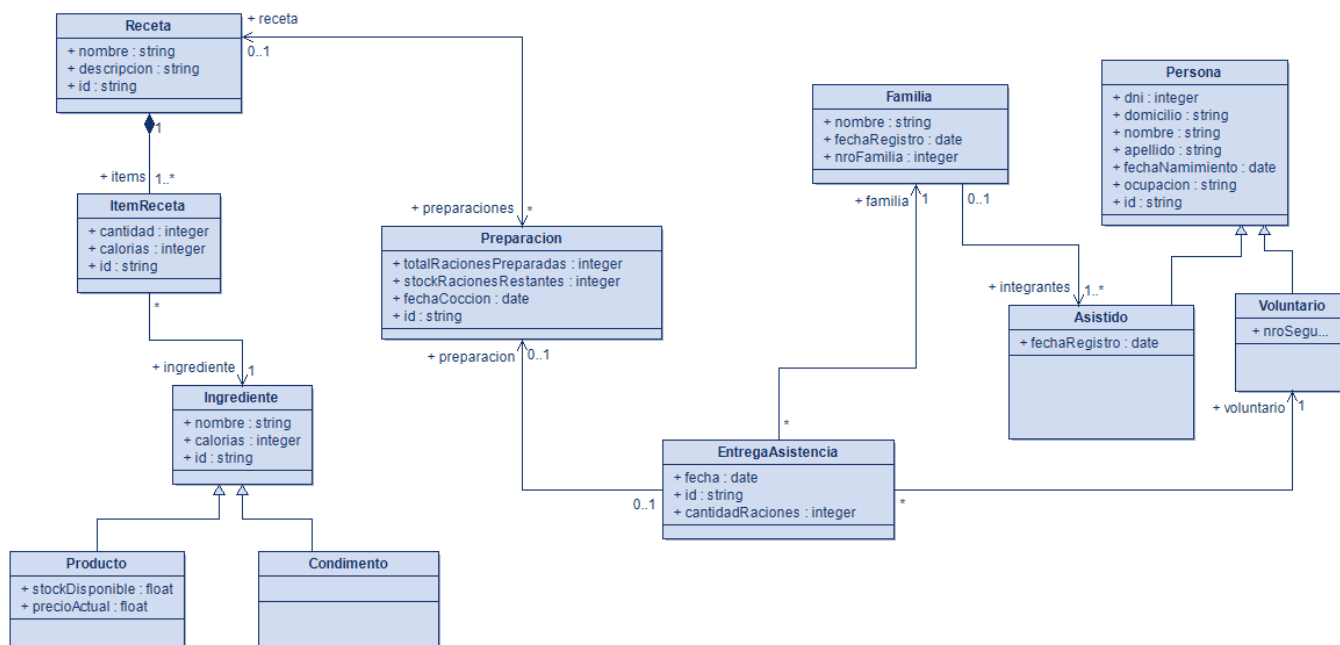 Receta
+ nombre : string
+ descripcion : string
+ id : string
+ receta
0..1
1
+ items
1..*
ItemReceta
+ cantidad : integer
+ calorias : integer
+ id : string
*
+ ingrediente
1
Ingrediente
+ nombre : string
+ calorias : integer
+ id : string
Producto
+ stockDisponible : float
+ precioActual : float
Condimento
+ preparaciones
*
Preparacion
+ totalRacionesPreparadas : integer
+ stockRacionesRestantes : integer
+ fechaCoccion : date
+ id : string
+ preparacion
0..1
0..1
Familia
+ nombre : string
+ fechaRegistro : date
+ nroFamilia : integer
+ familia
1
0..1
*
EntregaAsistencia
+ fecha : date
+ id : string
+ cantidadRaciones : integer
*
Persona
+ dni : integer
+ domicilio : string
+ nombre : string
+ apellido : string
+ fechaNamimiento : date
+ ocupacion : string
+ id : string
+ integrantes
1..*
Asistido
+ fechaRegistro : date
Voluntario
+ nroSegu...
+ voluntario
1